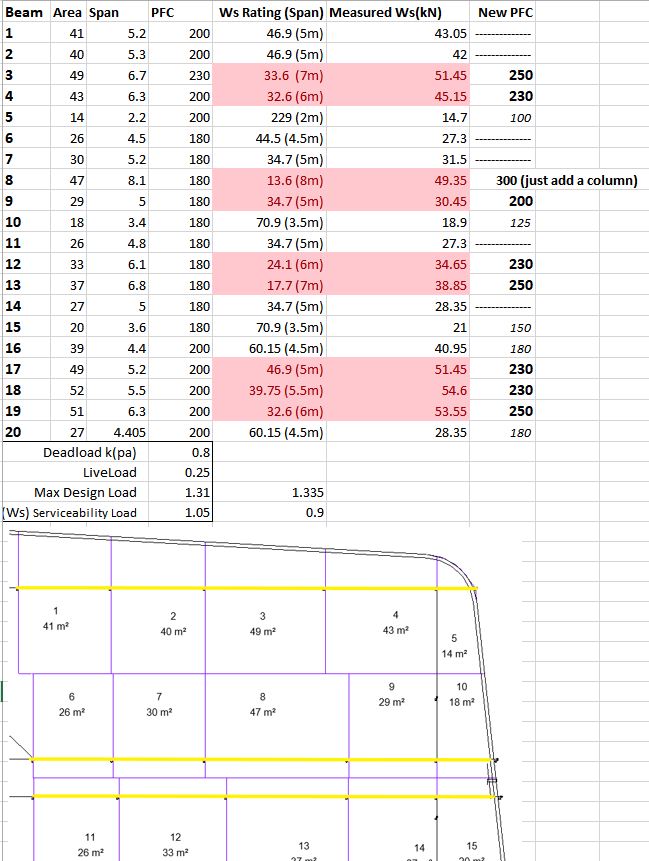 Beam Area Span PFC Ws Rating (Span) Measured Ws(kN) New PFC
1 41 5.2 200 46.9 (5m) 43.05 --------------
2 40 5.3 200 46.9 (5m) 42 --------------
3 49 6.7 230 33.6 (7m) 51.45 250
4 43 6.3 200 32.6 (6m) 45.15 230
5 14 2.2 200 229 (2m) 14.7 100
6 26 4.5 180 44.5 (4.5m) 27.3 --------------
7 30 5.2 180 34.7 (5m) 31.5 --------------
8 47 8.1 180 13.6 (8m) 49.35 300 (just add a column)
9 29 5 180 34.7 (5m) 30.45 200
10 18 3.4 180 70.9 (3.5m) 18.9 125
11 26 4.8 180 34.7 (5m) 27.3 --------------
12 33 6.1 180 24.1 (6m) 34.65 230
13 37 6.8 180 17.7 (7m) 38.85 250
14 27 5 180 34.7 (5m) 28.35 --------------
15 20 3.6 180 70.9 (3.5m) 21 150
16 39 4.4 200 60.15 (4.5m) 40.95 180
17 49 5.2 200 46.9 (5m) 51.45 230
18 52 5.5 200 39.75 (5.5m) 54.6 230
19 51 6.3 200 32.6 (6m) 53.55 250
20 27 4.405 200 60.15 (4.5m) 28.35 180
Deadload k(pa) 0.8
LiveLoad 0.25
Max Design Load 1.31 1.335
(Ws) Serviceability Load 1.05 0.9
1
41 m²
2
40 m²
3
49 m²
4
43 m²
5
14 m²
6
26 m²
7
30 m²
8
47 m²
9
29 m²
10
18 m²
11
26 m²
12
33 m²
13
37 m²
14
15
20 m²